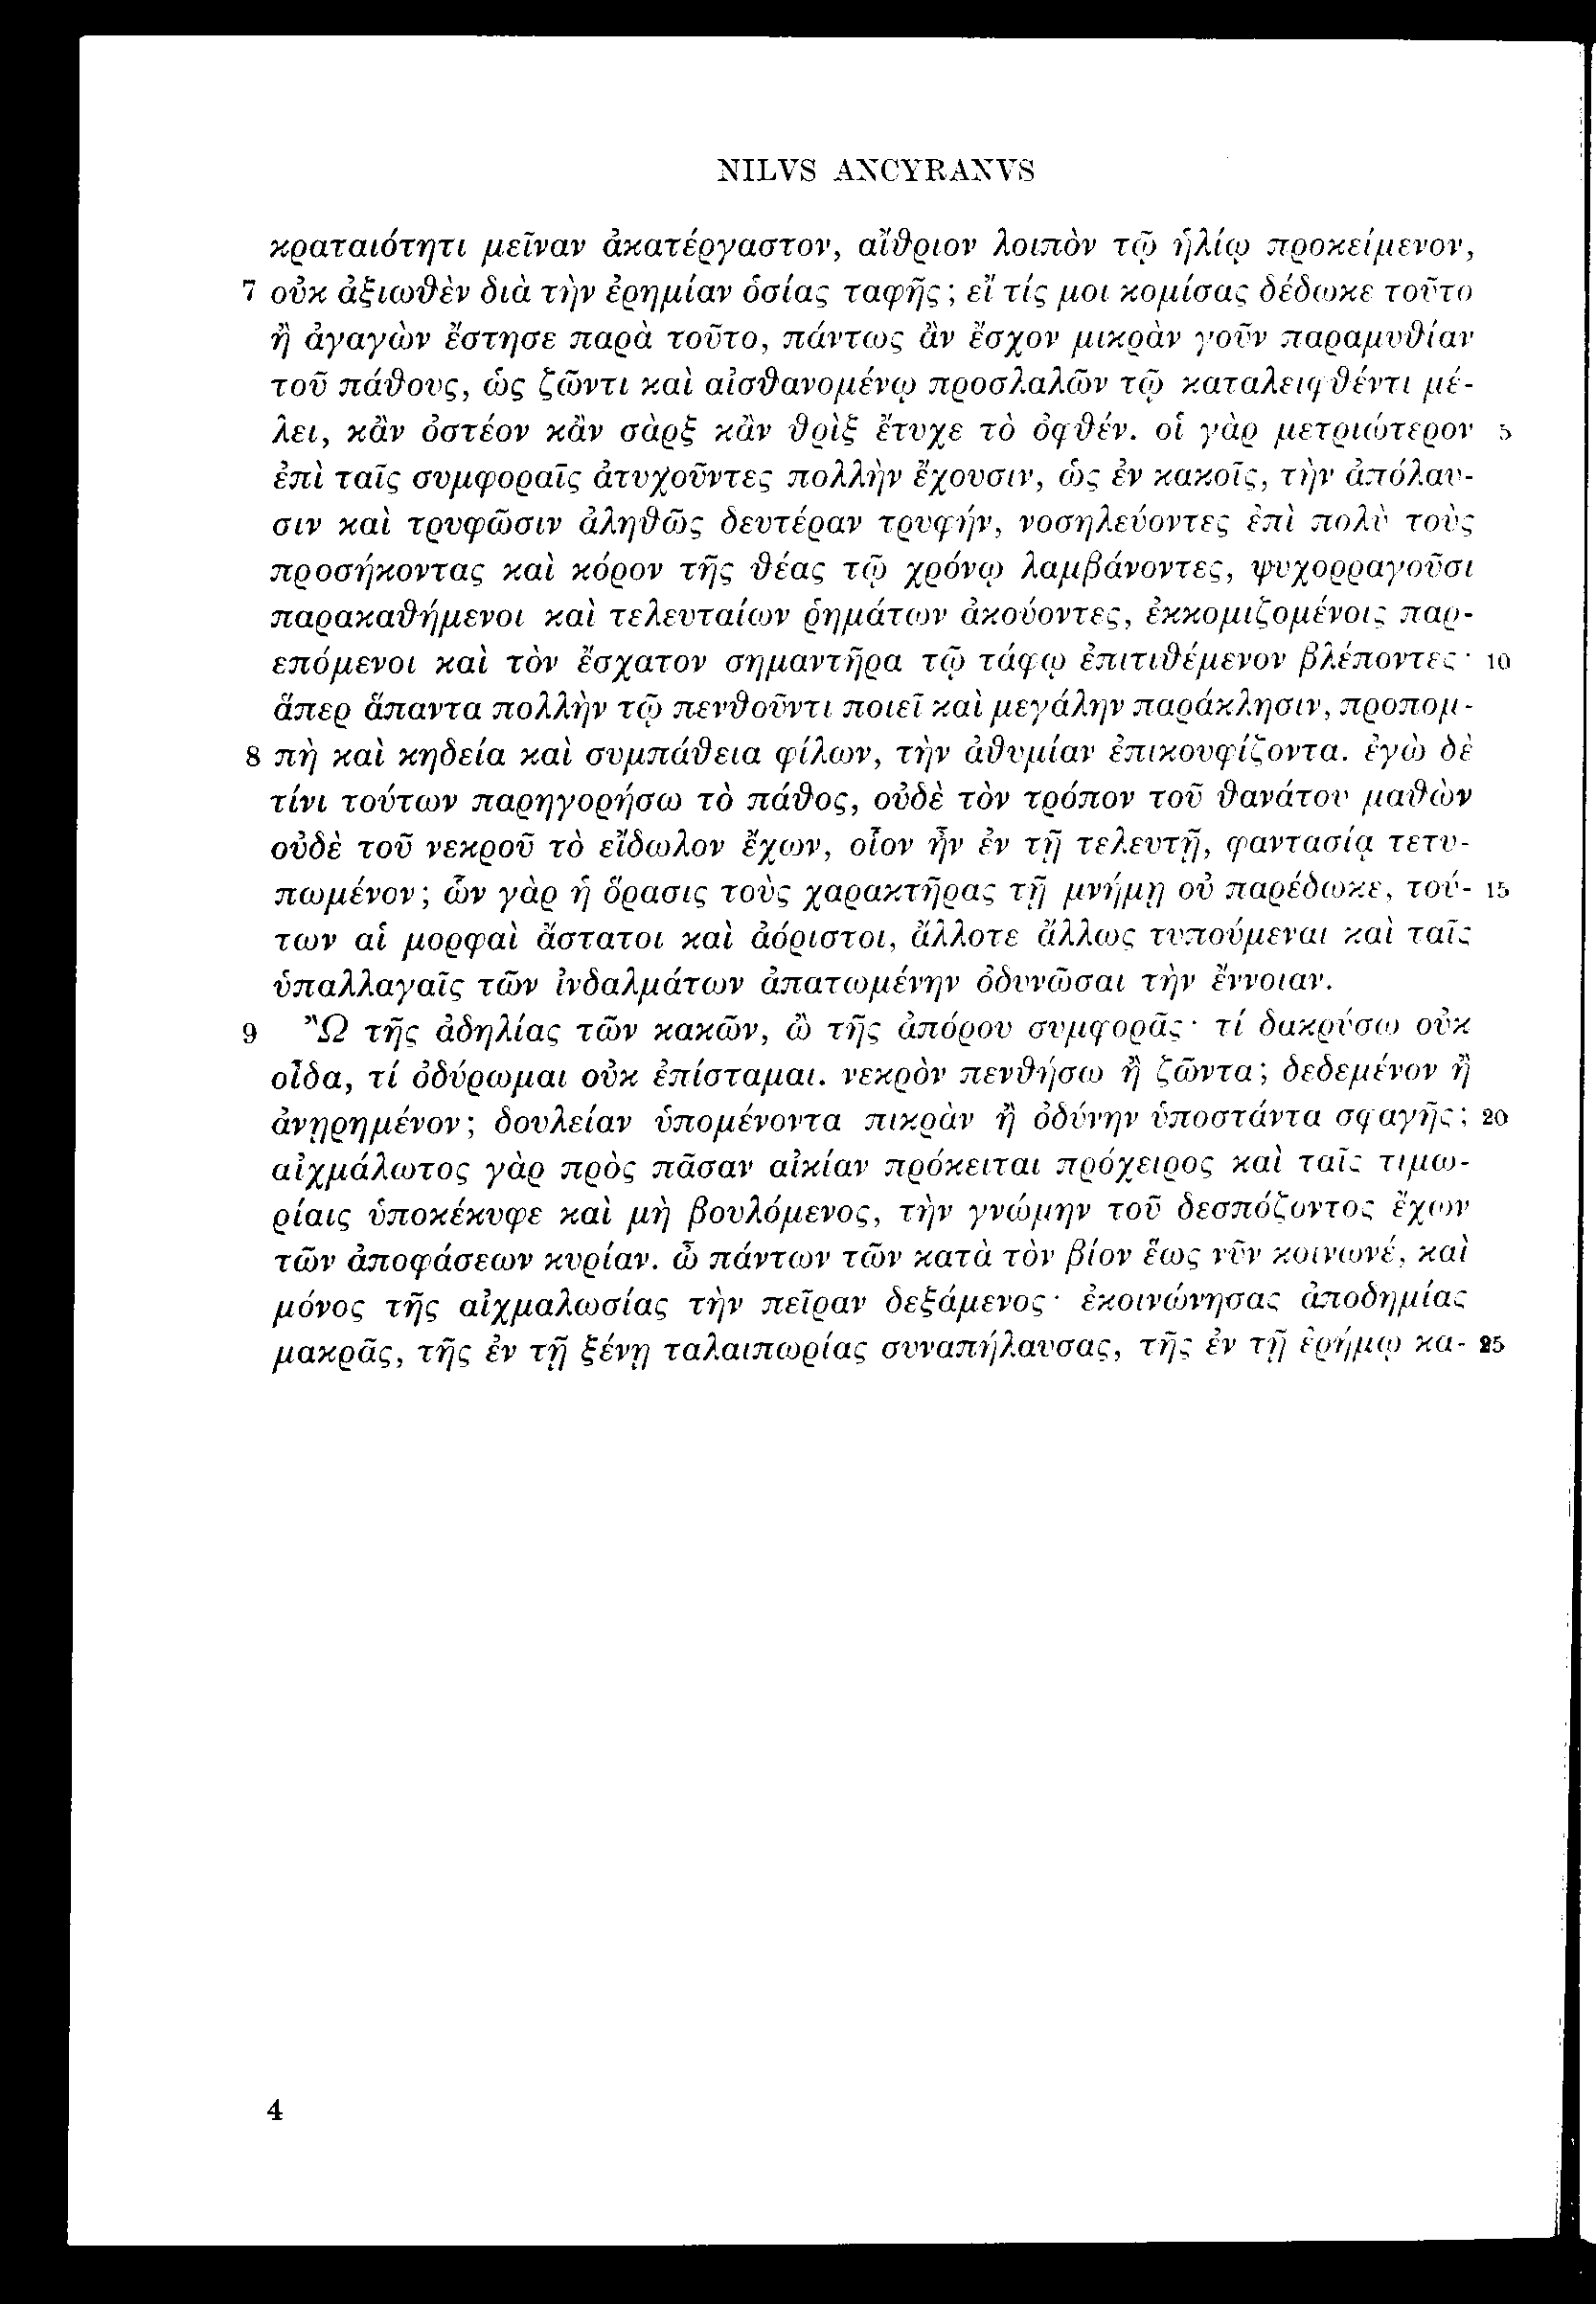 NILVS ANCYRANVS
κραταιότητι μεῖναν ἀκατέργαστον, αἴθριον λοιπὸν τῷ ἡλίῳ προκείμενον,
7 οὐκ ἀξιωθὲν διὰ τὴν ἐρημίαν ὁσίας ταφῆς; εἴ τίς μοι κομίσας δέδωκε τοῦτο
ἢ ἀγαγὼν ἔστησε παρὰ τοῦτο, πάντως ἂν ἔσχον μικρὰν γοῦν παραμυθίαν
τοῦ πάθους, ὡς ζῶντι καὶ αἰσθανομένῳ προσλαλῶν τῷ καταλειφθέντι μέ-
λει, κἂν ὀστέον κἂν σὰρξ κἂν θρὶξ ἔτυχε τὸ ὀφθέν. οἱ γὰρ μετριώτερον 5
ἐπὶ ταῖς συμφοραῖς ἀτυχοῦντες πολλὴν ἔχουσιν, ὡς ἐν κακοῖς, τὴν ἀπόλαυ-
σιν καὶ τρυφῶσιν ἀληθῶς δευτέραν τρυφήν, νοσηλεύοντες ἐπὶ πολὺ τοὺς
προσήκοντας καὶ κόρον τῆς θέας τῷ χρόνῳ λαμβάνοντες, ψυχορραγοῦσι
παρακαθήμενοι καὶ τελευταίων ῥημάτων ἀκούοντες, ἐκκομιζομένοις παρ-
επόμενοι καὶ τὸν ἔσχατον σημαντῆρα τῷ τάφῳ ἐπιτιθέμενον βλέποντες· 10
ἅπερ ἅπαντα πολλὴν τῷ πενθοῦντι ποιεῖ καὶ μεγάλην παράκλησιν, προπομ-
8 πὴ καὶ κηδεία καὶ συμπάθεια φίλων, τὴν ἀθυμίαν ἐπικουφίζοντα. ἐγὼ δὲ
τίνι τούτων παρηγορήσω τὸ πάθος, οὐδὲ τὸν τρόπον τοῦ θανάτου μαθὼν
οὐδὲ τοῦ νεκροῦ τὸ εἴδωλον ἔχων, οἷον ἦν ἐν τῇ τελευτῇ, φαντασίᾳ τετυ-
πωμένον; ὧν γὰρ ἡ ὅρασις τοὺς χαρακτῆρας τῇ μνήμῃ οὐ παρέδωκε, τού- 15
των αἱ μορφαὶ ἄστατοι καὶ ἀόριστοι, ἄλλοτε ἄλλως τυπούμεναι καὶ ταῖς
ὑπαλλαγαῖς τῶν ἰνδαλμάτων ἀπατωμένην ὀδυνῶσαι τὴν ἔννοιαν.
9 Ὢ τῆς ἀδηλίας τῶν κακῶν, ὢ τῆς ἀπόρου συμφορᾶς· τί δακρύσω οὐκ
οἶδα, τί ὀδύρωμαι οὐκ ἐπίσταμαι. νεκρὸν πενθήσω ἢ ζῶντα; δεδεμένον ἢ
ἀνῃρημένον; δουλείαν ὑπομένοντα πικρὰν ἢ ὀδύνην ὑποστάντα σφαγῆς; 20
αἰχμάλωτος γὰρ πρὸς πᾶσαν αἰκίαν πρόκειται πρόχειρος καὶ ταῖς τιμω-
ρίαις ὑποκέκυφε καὶ μὴ βουλόμενος, τὴν γνώμην τοῦ δεσπόζοντος ἔχων
τῶν ἀποφάσεων κυρίαν. ὦ πάντων τῶν κατὰ τὸν βίον ἕως νῦν κοινωνέ, καὶ
μόνος τῆς αἰχμαλωσίας τὴν πεῖραν δεξάμενος· ἐκοινώνησας ἀποδημίας
μακρᾶς, τῆς ἐν τῇ ξένῃ ταλαιπωρίας συναπήλαυσας, τῆς ἐν τῇ ἐρήμῳ κα- 25
4